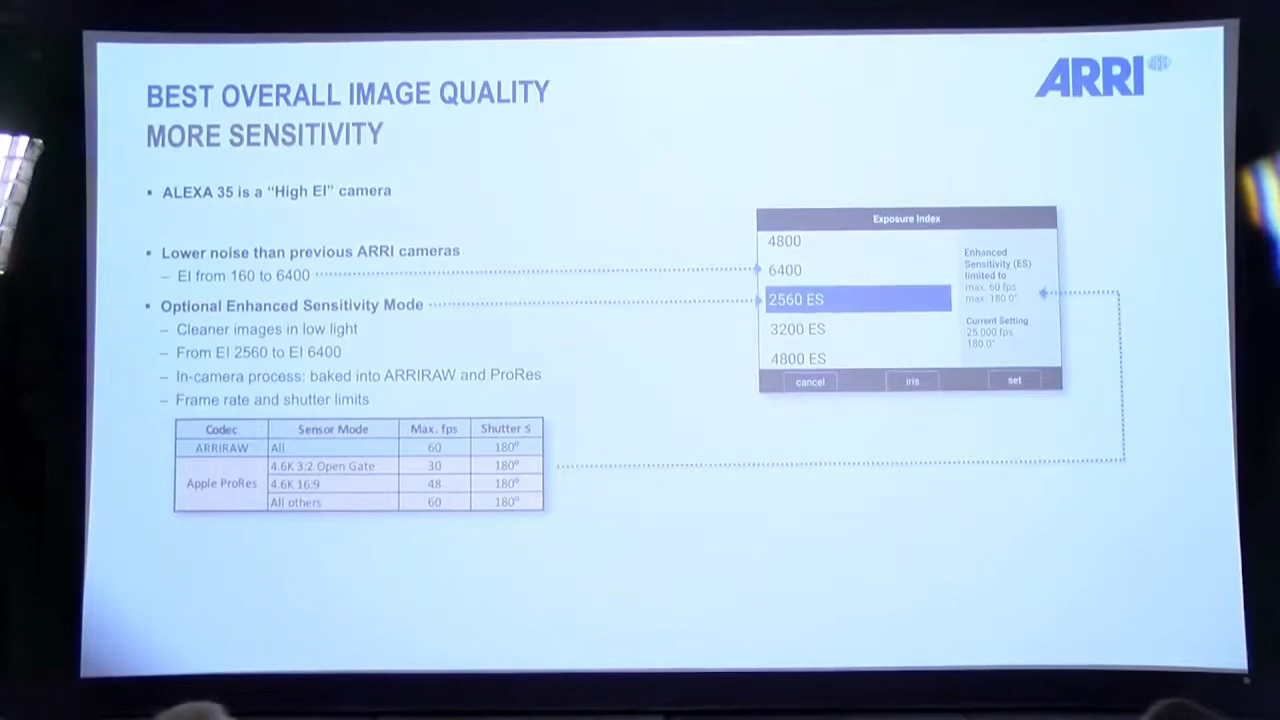 BEST OVERALL IMAGE QUALITY
MORE SENSITIVITY
ARRI
▪ ALEXA 35 is a “High EI” camera
▪ Lower noise than previous ARRI cameras
– EI from 160 to 6400
▪ Optional Enhanced Sensitivity Mode
– Cleaner images in low light
– From EI 2560 to EI 6400
– In-camera process: baked into ARRIRAW and ProRes
– Frame rate and shutter limits
Codec Sensor Mode Max. fps Shutter ≤
ARRIRAW All 60 180°
Apple ProRes 4.6K 3:2 Open Gate 30 180°
4.6K 16:9 48 180°
All others 60 180°
Exposure Index
4800
6400
2560 ES
3200 ES
4800 ES
Enhanced
Sensitivity (ES)
limited to
max. 60 fps
max. 180.0°
Current Setting
25.000 fps
180.0°
cancel iris set